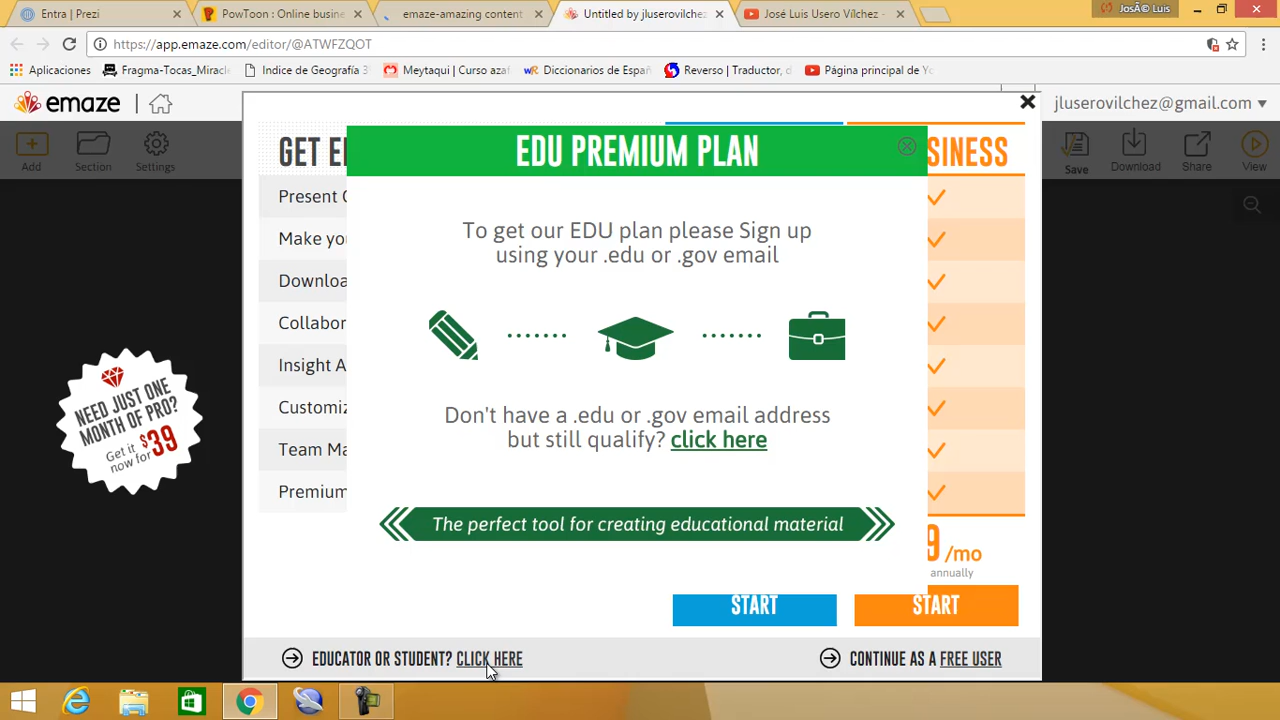 Entra | Prezi
PowToon : Online busine
emaze-amazing content
Untitled by jluserovilchez
José Luis Usero Vílchez -
JosÃ© Luis
https://app.emaze.com/editor/@ATWFZQOT
Aplicaciones
Fragma-Tocas_Miracle
Indice de Geografía 3
Meytaqui | Curso azaf
wR Diccionarios de Españ
Reverso | Traductor, d
Página principal de Yo
emaze
jluserovilchez@gmail.com
Add
Section
Settings
Save
Download
Share
View
GET E
SINESS
EDU PREMIUM PLAN
Present O
Make you
Downloa
Collabor
Insight A
Customiz
Team Ma
Premium
To get our EDU plan please Sign up
using your .edu or .gov email
Don't have a .edu or .gov email address
but still qualify? click here
The perfect tool for creating educational material
NEED JUST ONE
MONTH OF PRO?
Get it
now for $39
9 /mo
annually
START
START
EDUCATOR OR STUDENT? CLICK HERE
CONTINUE AS A FREE USER